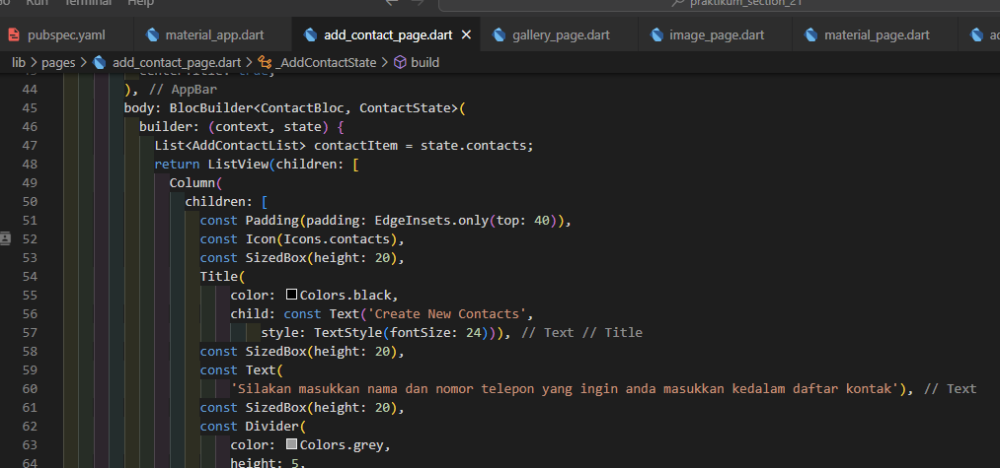 Run Terminal Help praktikum_section_21
pubspec.yaml material_app.dart add_contact_page.dart gallery_page.dart image_page.dart material_page.dart
lib > pages > add_contact_page.dart > _AddContactState > build
43 centerTitle: true,
44 ), // AppBar
45 body: BlocBuilder<ContactBloc, ContactState>(
46 builder: (context, state) {
47 List<AddContactList> contactItem = state.contacts;
48 return ListView(children: [
49 Column(
50 children: [
51 const Padding(padding: EdgeInsets.only(top: 40)),
52 const Icon(Icons.contacts),
53 const SizedBox(height: 20),
54 Title(
55 color: Colors.black,
56 child: const Text('Create New Contacts',
57 style: TextStyle(fontSize: 24))), // Text // Title
58 const SizedBox(height: 20),
59 const Text(
60 'Silakan masukkan nama dan nomor telepon yang ingin anda masukkan kedalam daftar kontak'), // Text
61 const SizedBox(height: 20),
62 const Divider(
63 color: Colors.grey,
64 height: 5,